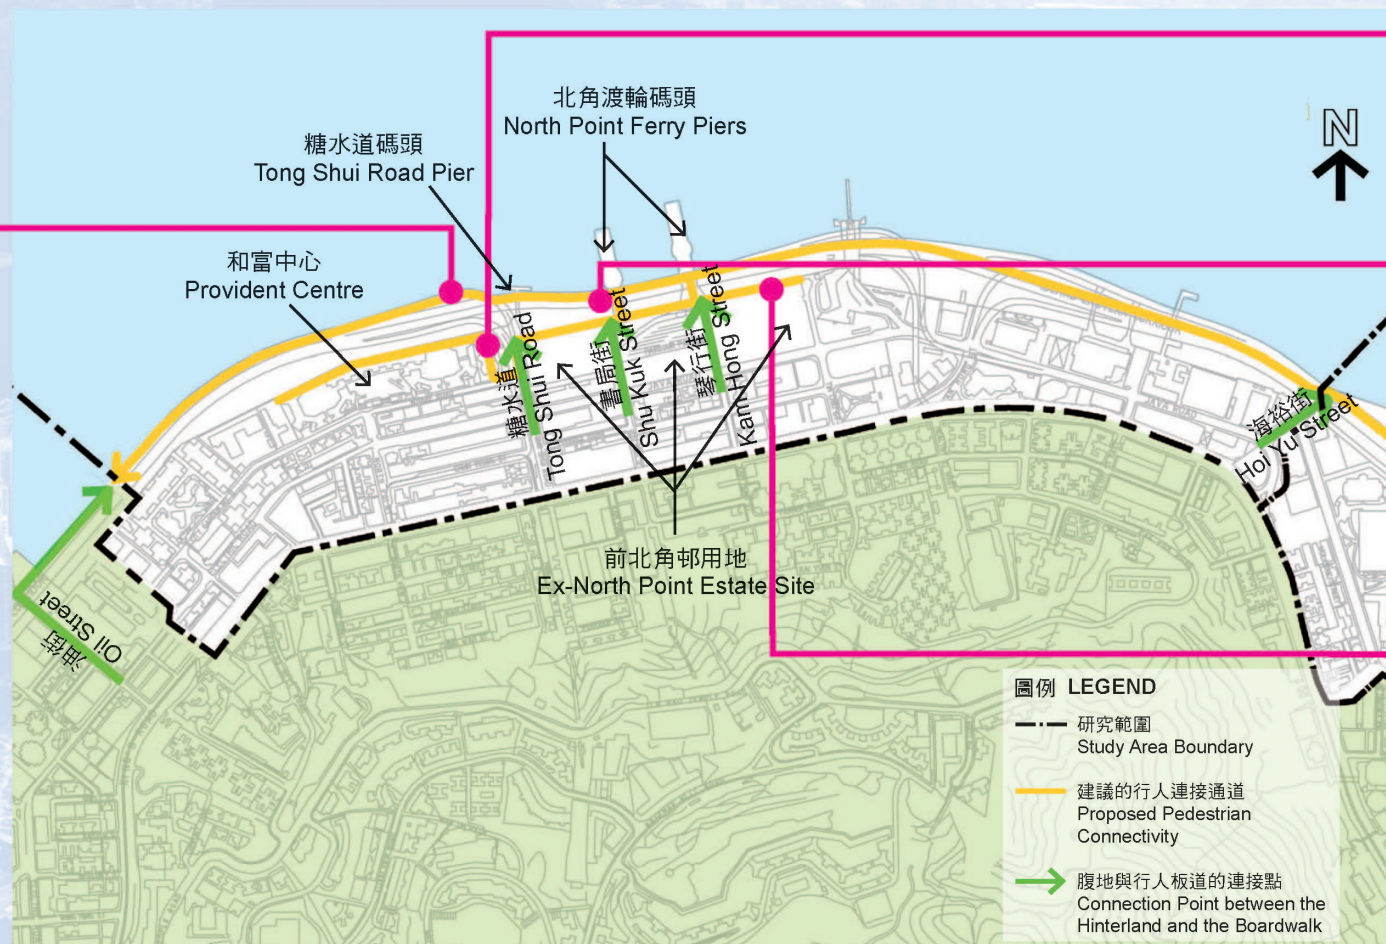 北角渡輪碼頭
North Point Ferry Piers
N
糖水道碼頭
Tong Shui Road Pier
和富中心
Provident Centre
糖水道
Tong Shui Road
書局街
Shu Kuk Street
琴行街
Kam Hong Street
海裕街
Hoi Yu Street
前北角邨用地
Ex-North Point Estate Site
油街
Oil Street
圖例 LEGEND
研究範圍
Study Area Boundary
建議的行人連接通道
Proposed Pedestrian
Connectivity
腹地與行人板道的連接點
Connection Point between the
Hinterland and the Boardwalk